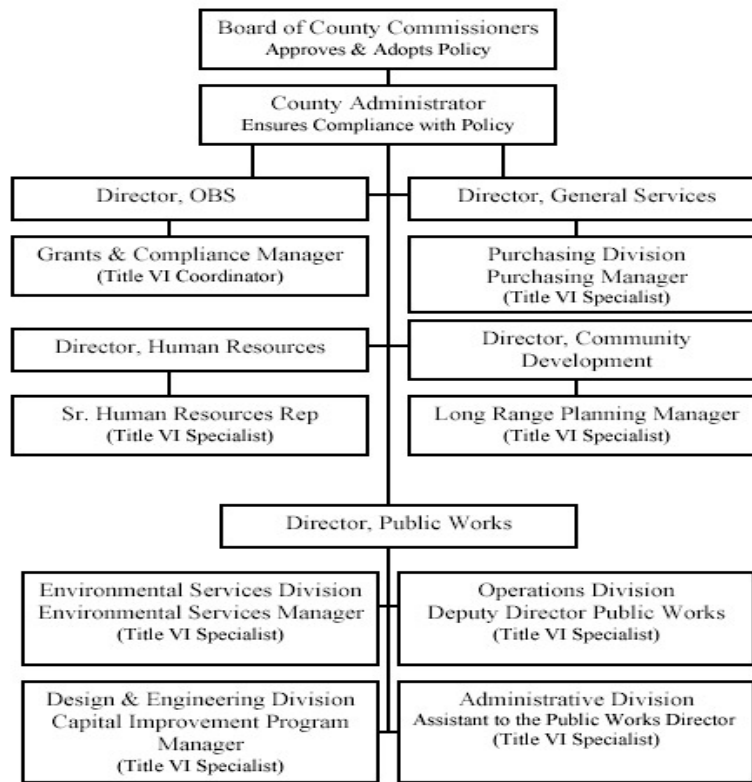 Board of County Commissioners
Approves & Adopts Policy
County Administrator
Ensures Compliance with Policy
Director, OBS
Director, General Services
Grants & Compliance Manager
(Title VI Coordinator)
Purchasing Division
Purchasing Manager
(Title VI Specialist)
Director, Human Resources
Director, Community
Development
Sr. Human Resources Rep
(Title VI Specialist)
Long Range Planning Manager
(Title VI Specialist)
Director, Public Works
Environmental Services Division
Environmental Services Manager
(Title VI Specialist)
Operations Division
Deputy Director Public Works
(Title VI Specialist)
Design & Engineering Division
Capital Improvement Program
Manager
(Title VI Specialist)
Administrative Division
Assistant to the Public Works Director
(Title VI Specialist)